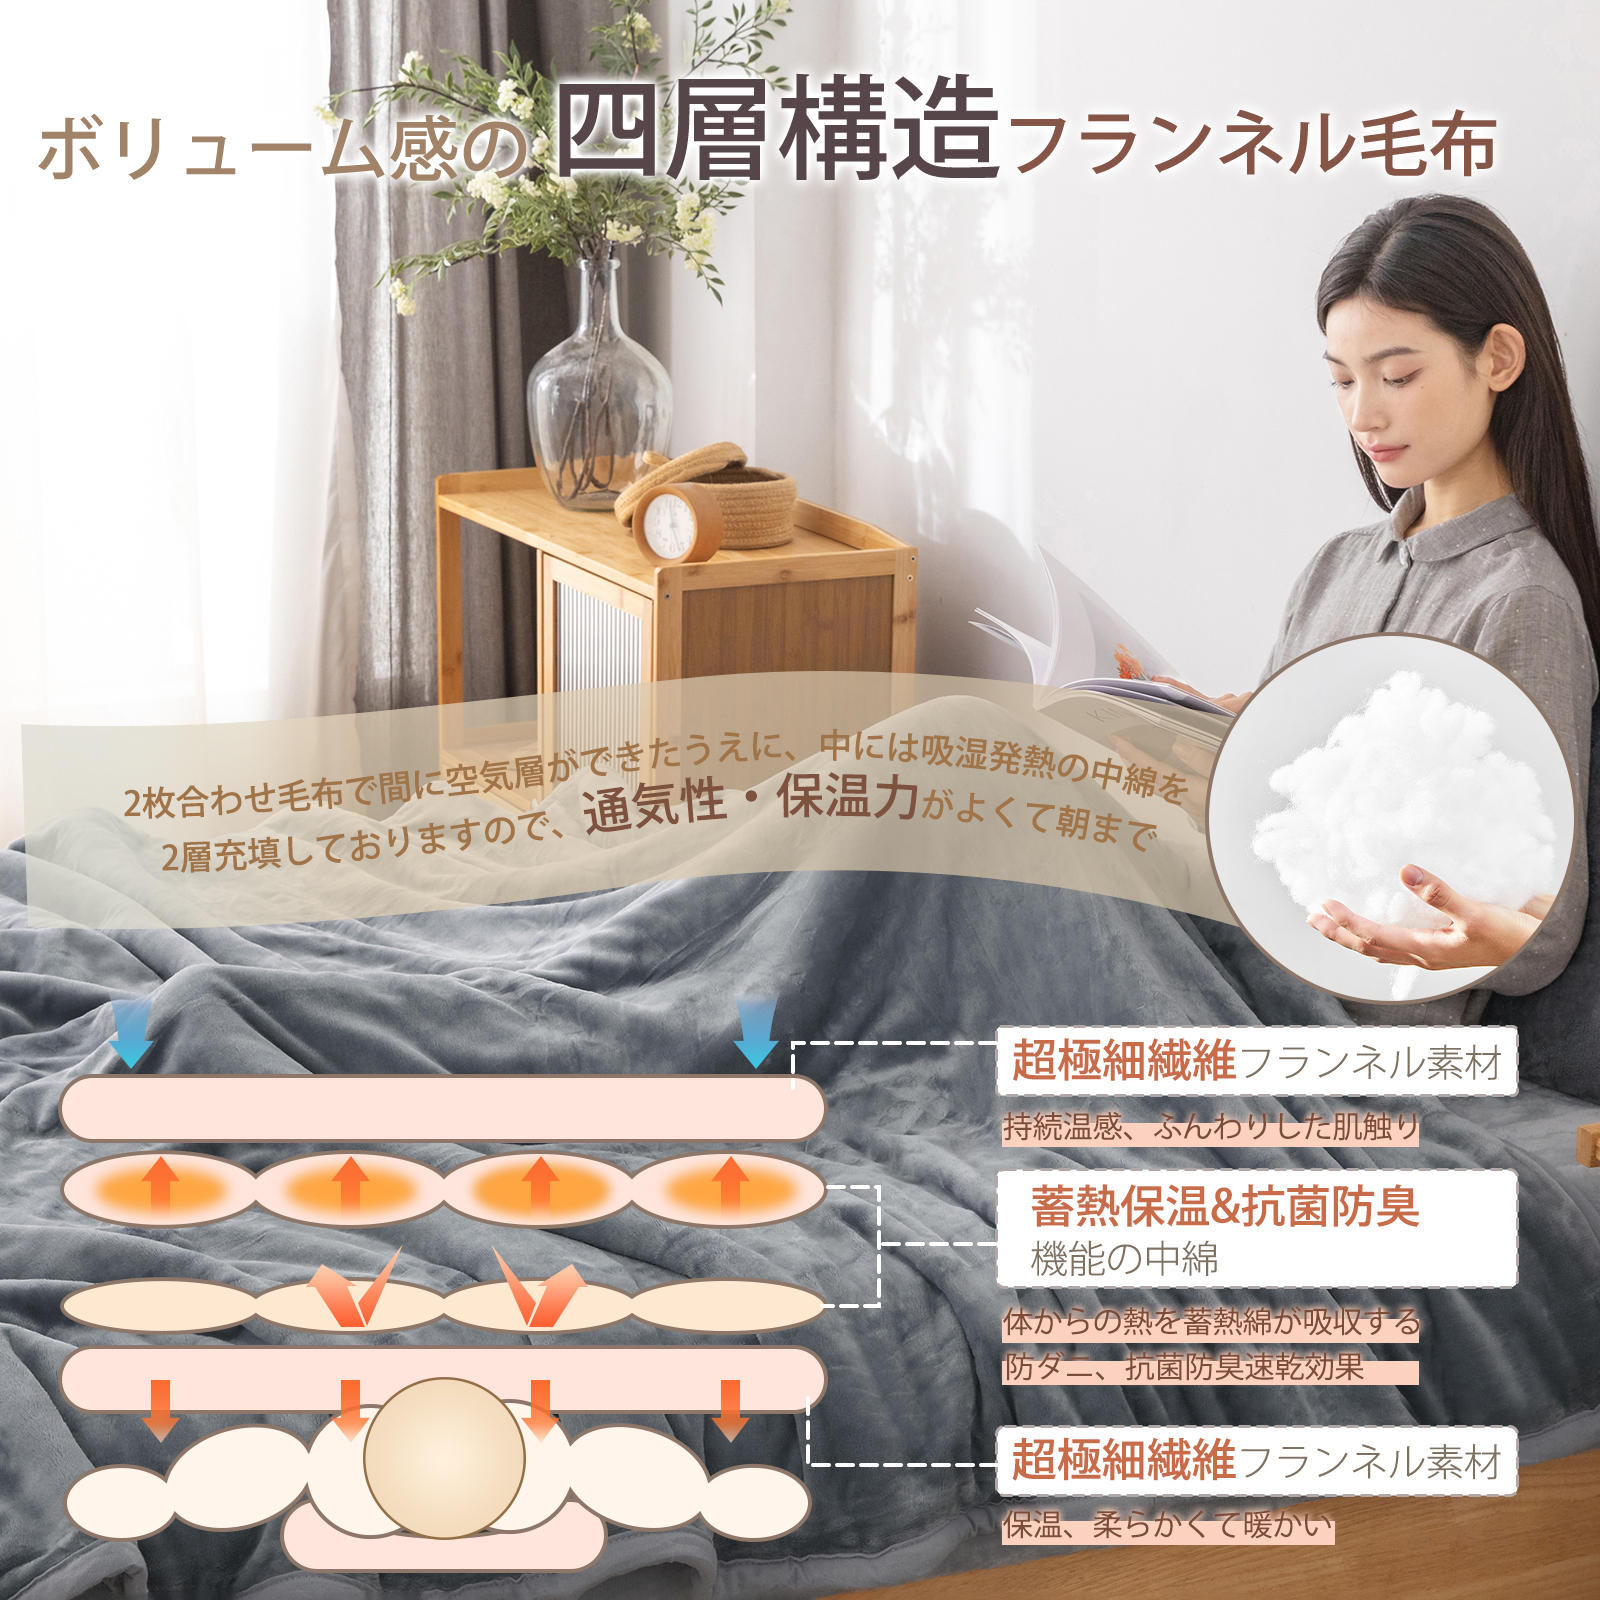 ボリューム感の四層構造フランネル毛布
2枚合わせ毛布で間に空気層ができたうえに、中には吸湿発熱の中綿を
2層充填しておりますので、通気性・保温力がよくて朝まで
超極細繊維フランネル素材
持続温感、ふんわりした肌触り
蓄熱保温&抗菌防臭
機能の中綿
体からの熱を蓄熱綿が吸収する
防ダニ、抗菌防臭速乾効果
超極細繊維フランネル素材
保温、柔らかくて暖かい